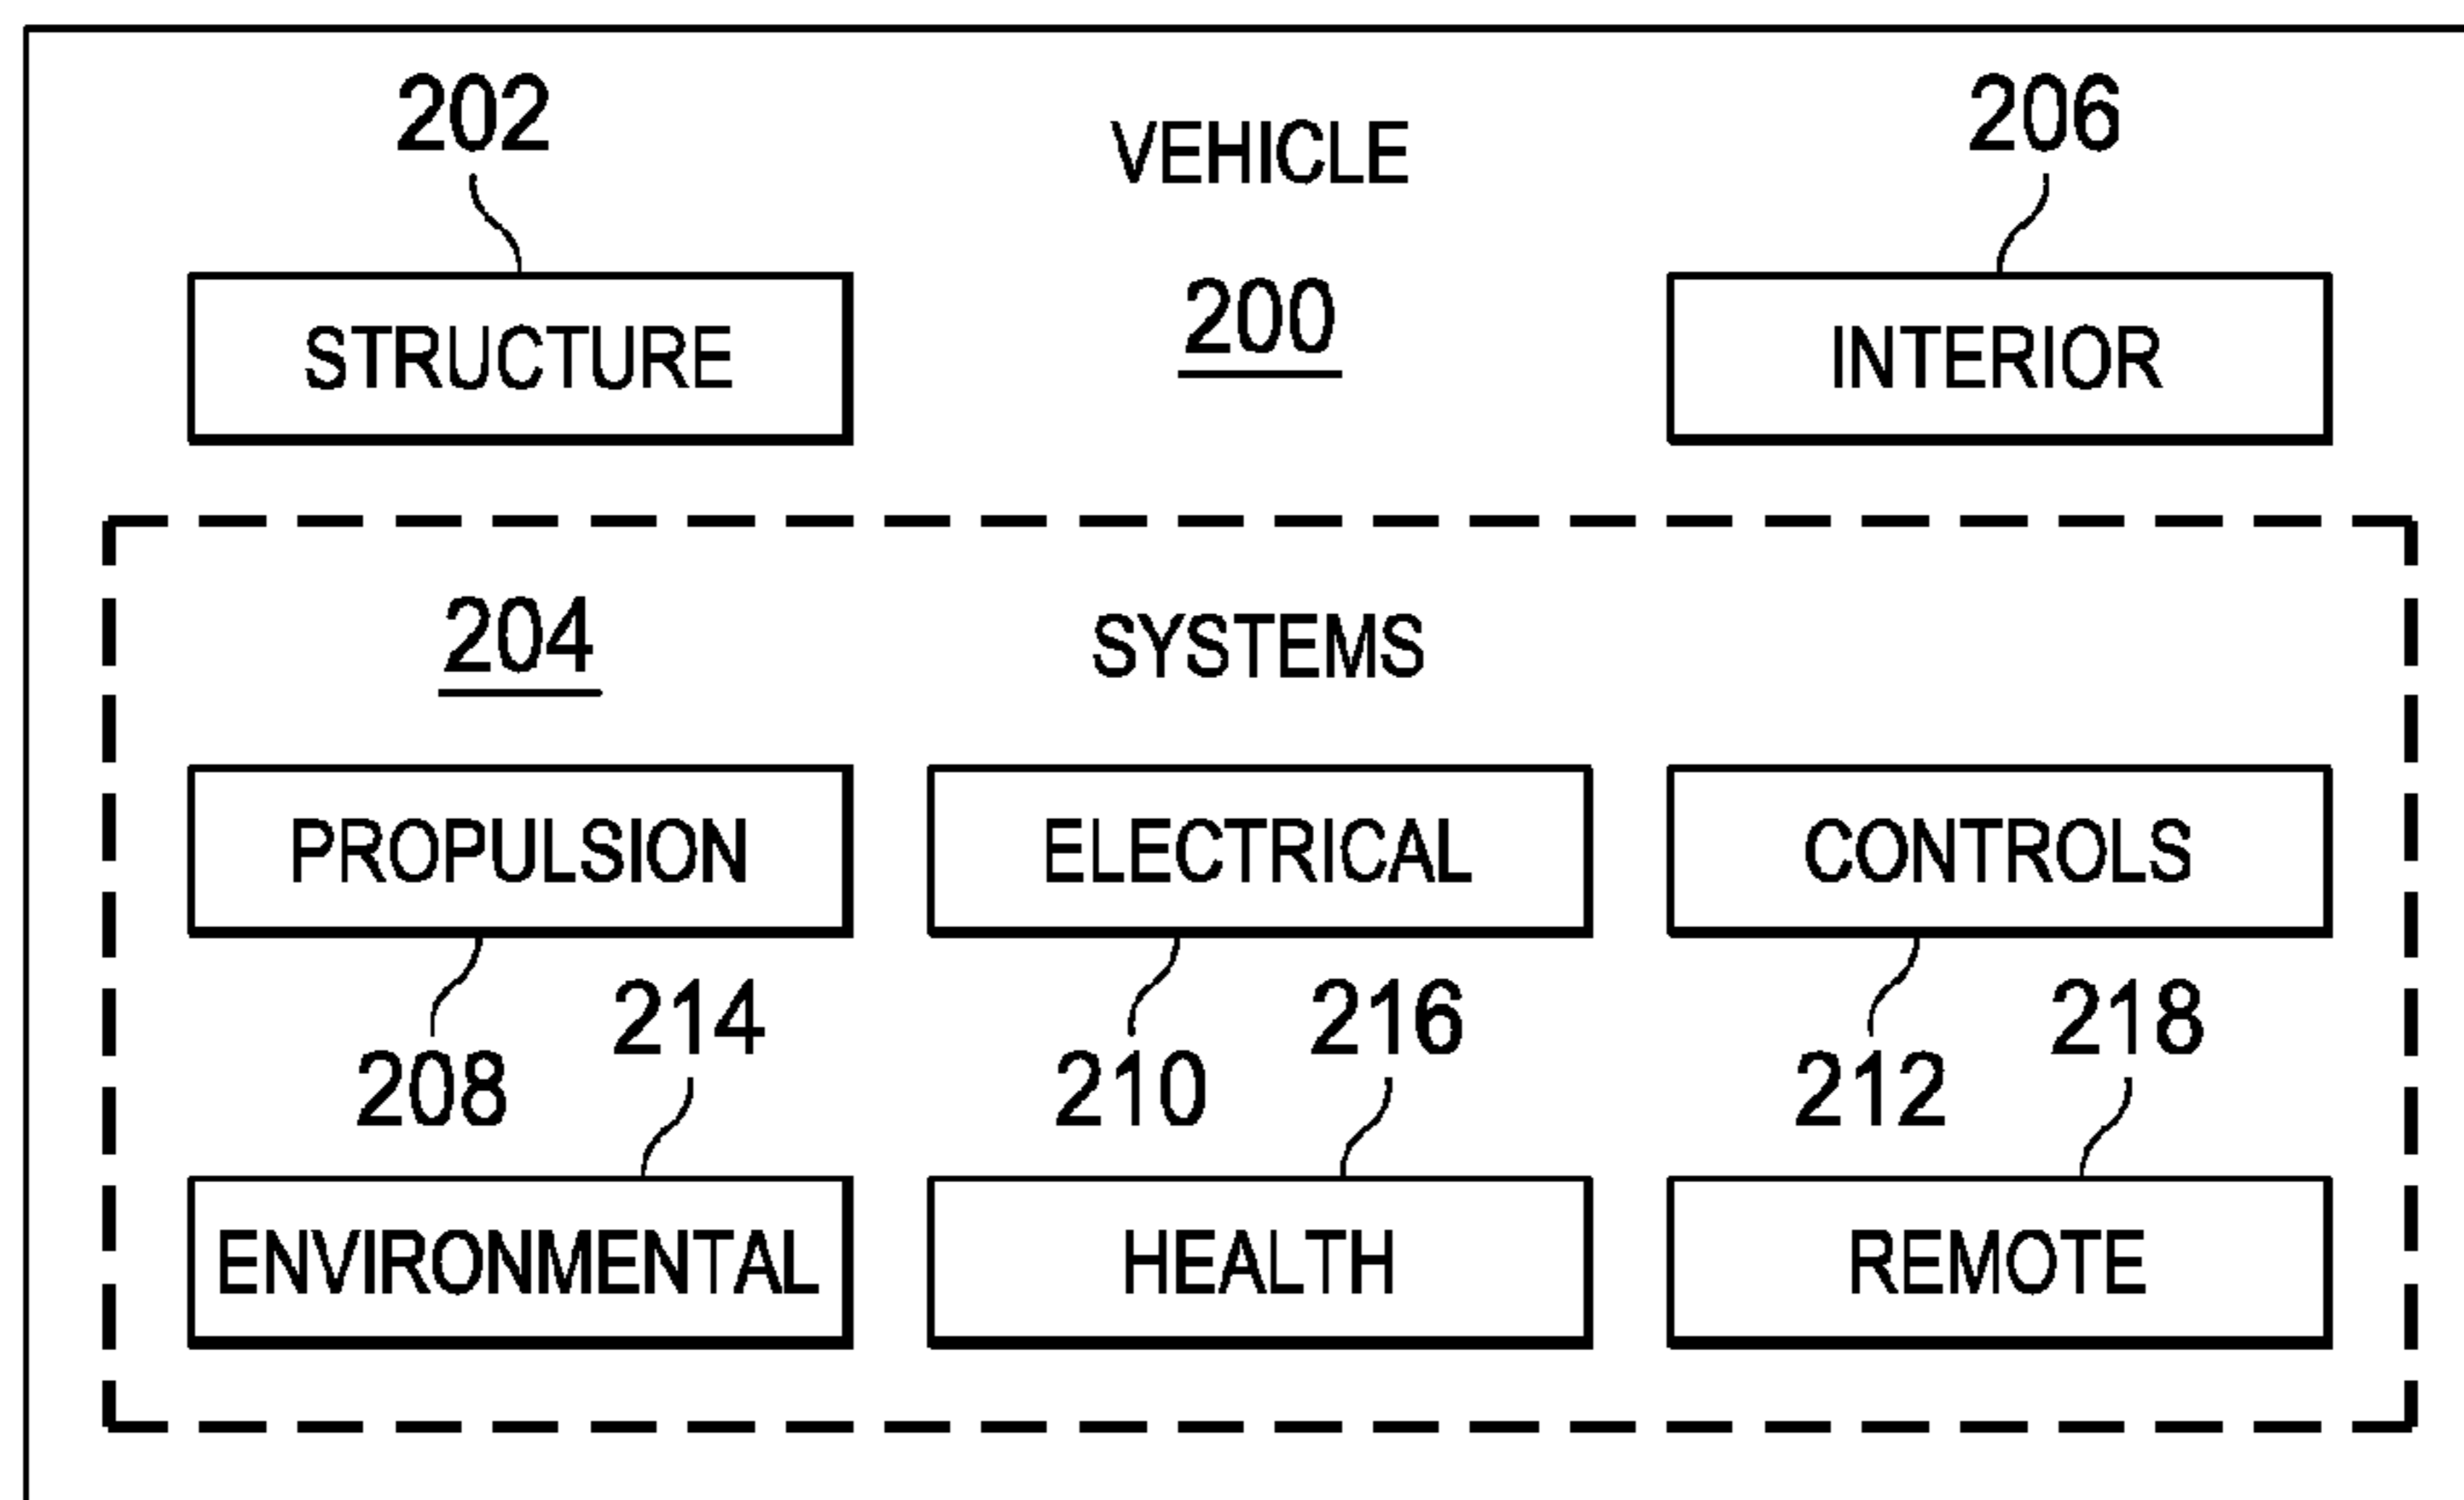 202
VEHICLE
206
200
STRUCTURE
INTERIOR
204
SYSTEMS
PROPULSION
ELECTRICAL
CONTROLS
208
214
210
216
212
218
ENVIRONMENTAL
HEALTH
REMOTE